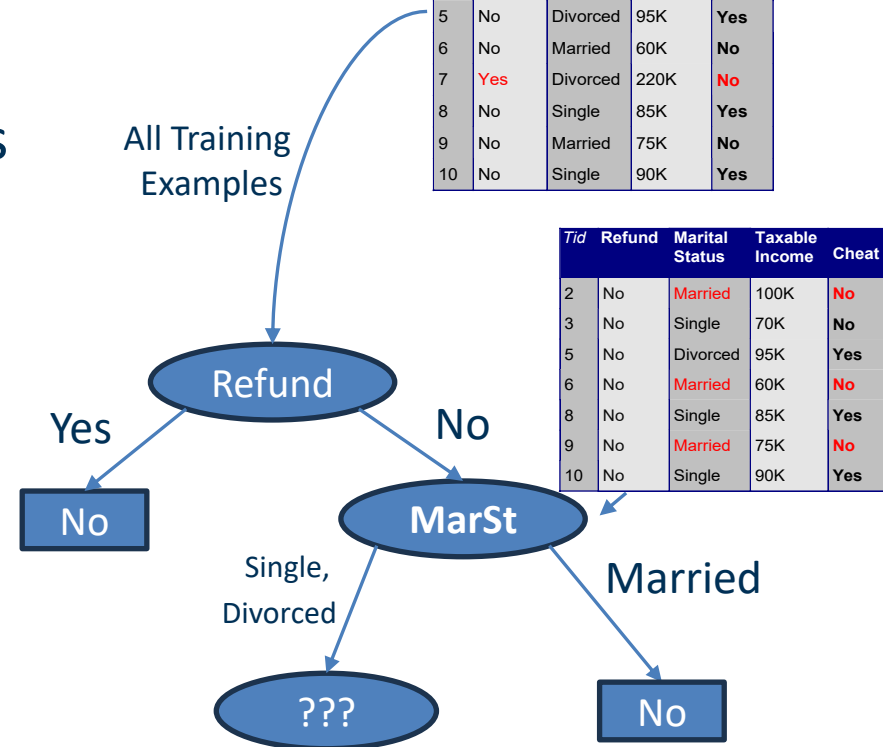 5 No Divorced 95K Yes
6 No Married 60K No
7 Yes Divorced 220K No
8 No Single 85K Yes
9 No Married 75K No
10 No Single 90K Yes
s
All Training
Examples
Tid Refund Marital Status Taxable Income Cheat
2 No Married 100K No
3 No Single 70K No
5 No Divorced 95K Yes
6 No Married 60K No
8 No Single 85K Yes
9 No Married 75K No
10 No Single 90K Yes
Refund
Yes
No
No
MarSt
Single,
Divorced
Married
???
No